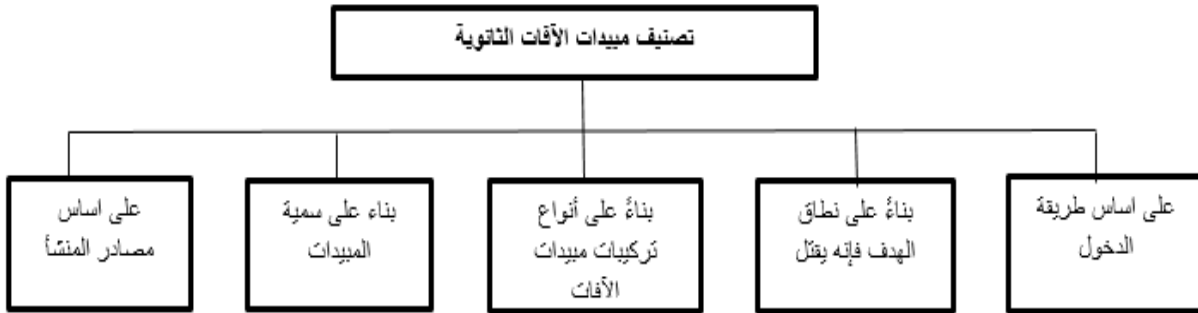 تصنيف مبيدات الآفات الثانوية
على اساس طريقة
الدخول
بناءً على نطاق
الهدف فإنه يقتل
بناءً على أنواع
تركيبات مبيدات
الآفات
بناء على سمية
المبيدات
على اساس
مصادر المنشأ